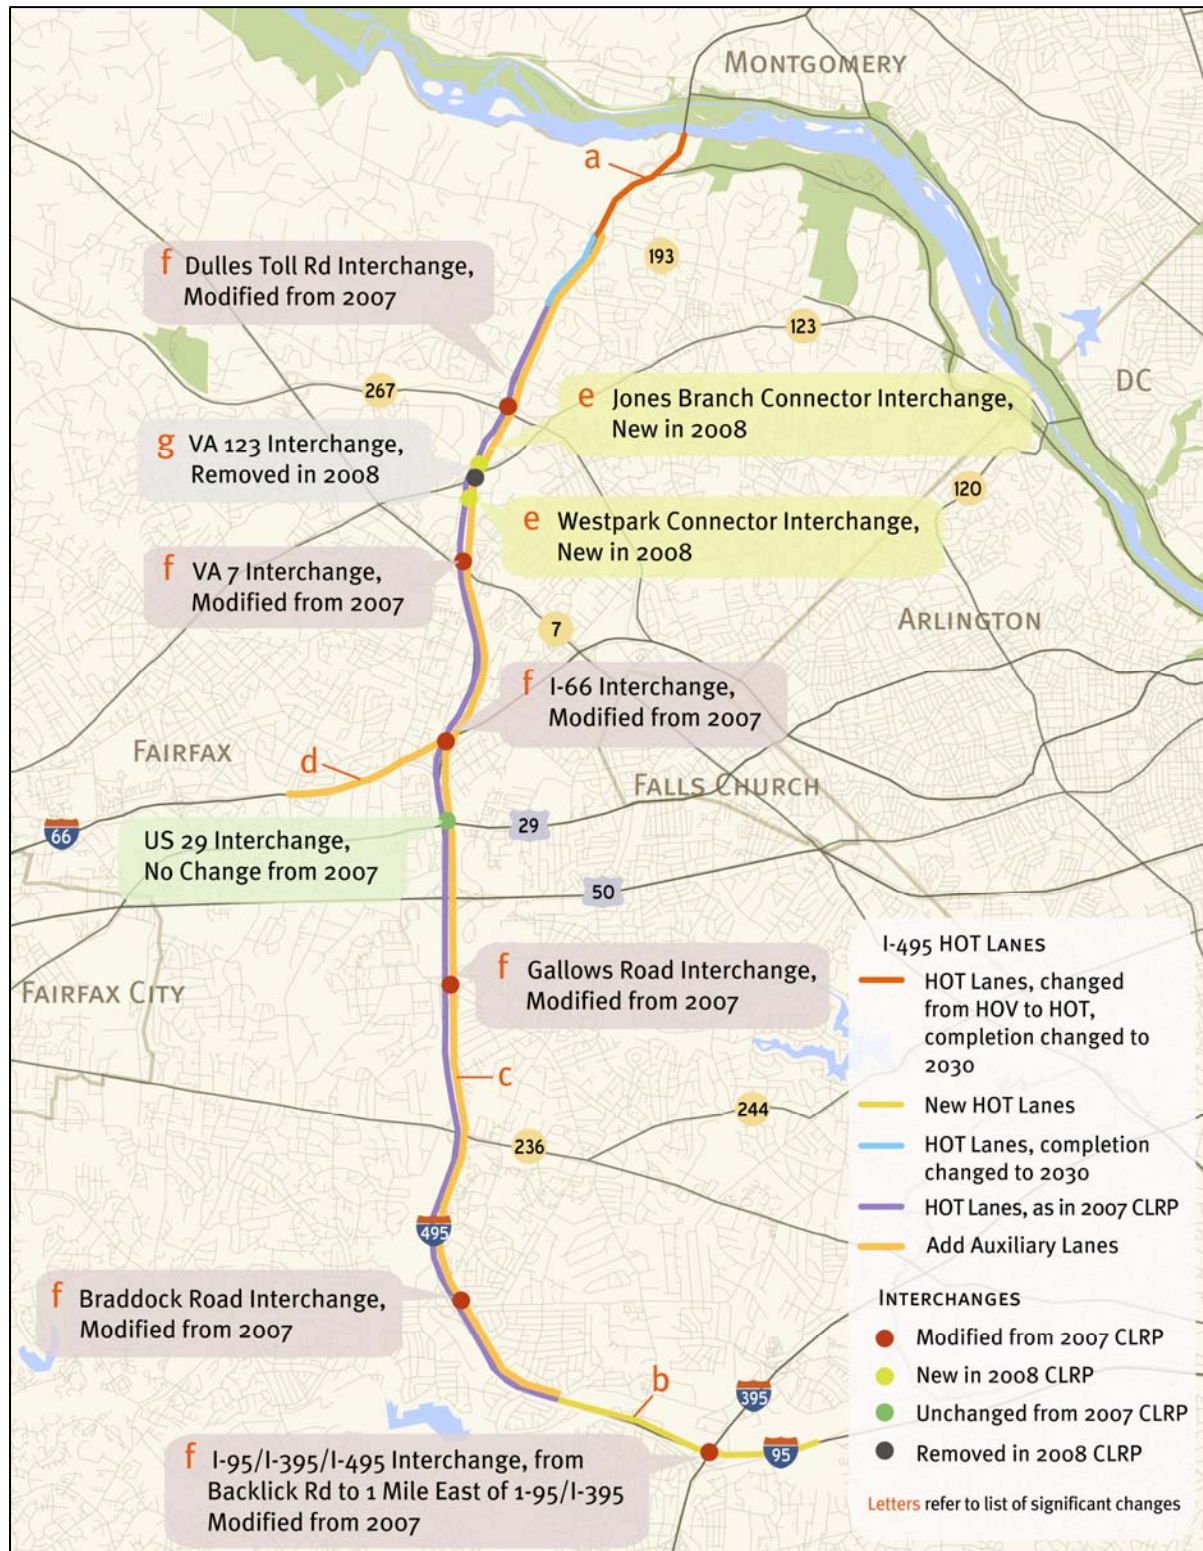 MONTGOMERY
a
193
f Dulles Toll Rd Interchange,
Modified from 2007
123
DC
267
e Jones Branch Connector Interchange,
New in 2008
g VA 123 Interchange,
Removed in 2008
120
e Westpark Connector Interchange,
New in 2008
f VA 7 Interchange,
Modified from 2007
7
ARLINGTON
f I-66 Interchange,
Modified from 2007
FAIRFAX
d
FALLS CHURCH
66
29
US 29 Interchange,
No Change from 2007
50
f Gallows Road Interchange,
Modified from 2007
FAIRFAX CITY
c
244
236
495
f Braddock Road Interchange,
Modified from 2007
b
395
95
f I-95/I-395/I-495 Interchange, from
Backlick Rd to 1 Mile East of 1-95/I-395
Modified from 2007
I-495 HOT LANES
HOT Lanes, changed
from HOV to HOT,
completion changed to
2030
New HOT Lanes
HOT Lanes, completion
changed to 2030
HOT Lanes, as in 2007 CLRP
Add Auxiliary Lanes
INTERCHANGES
Modified from 2007 CLRP
New in 2008 CLRP
Unchanged from 2007 CLRP
Removed in 2008 CLRP
Letters refer to list of significant changes